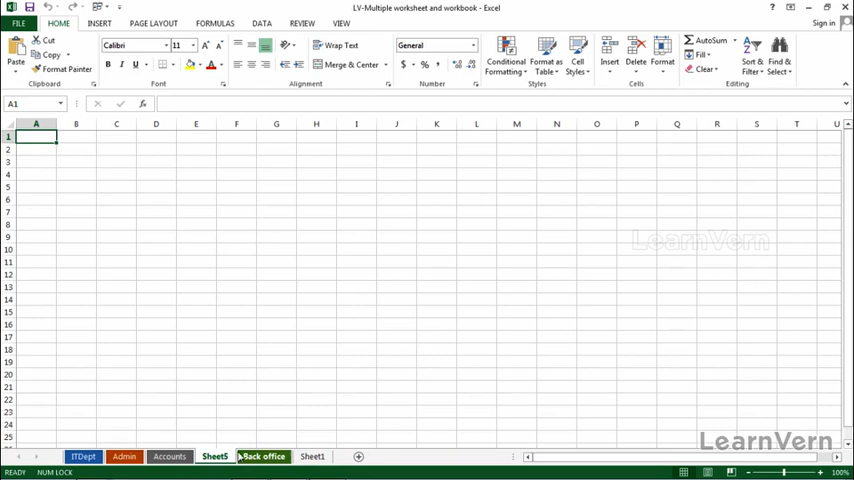 LV-Multiple worksheet and workbook - Excel
FILE HOME INSERT PAGE LAYOUT FORMULAS DATA REVIEW VIEW Sign in
Paste Cut Copy Format Painter Clipboard
Calibri 11 A A B I U A Font
Wrap Text Merge & Center Alignment
General $ % , Number
Conditional Formatting Format as Table Cell Styles Styles
Insert Delete Format Cells
AutoSum Fill Clear Sort & Filter Find & Select Editing
A1 fx
A B C D E F G H I J K L M N O P Q R S T U
1
2
3
4
5
6
7
8
9
LearnVern
10
11
12
13
14
15
16
17
18
19
20
21
22
23
24
25
LearnVern
ITDept Admin Accounts Sheet5 Back office Sheet1
READY NUM LOCK 100%